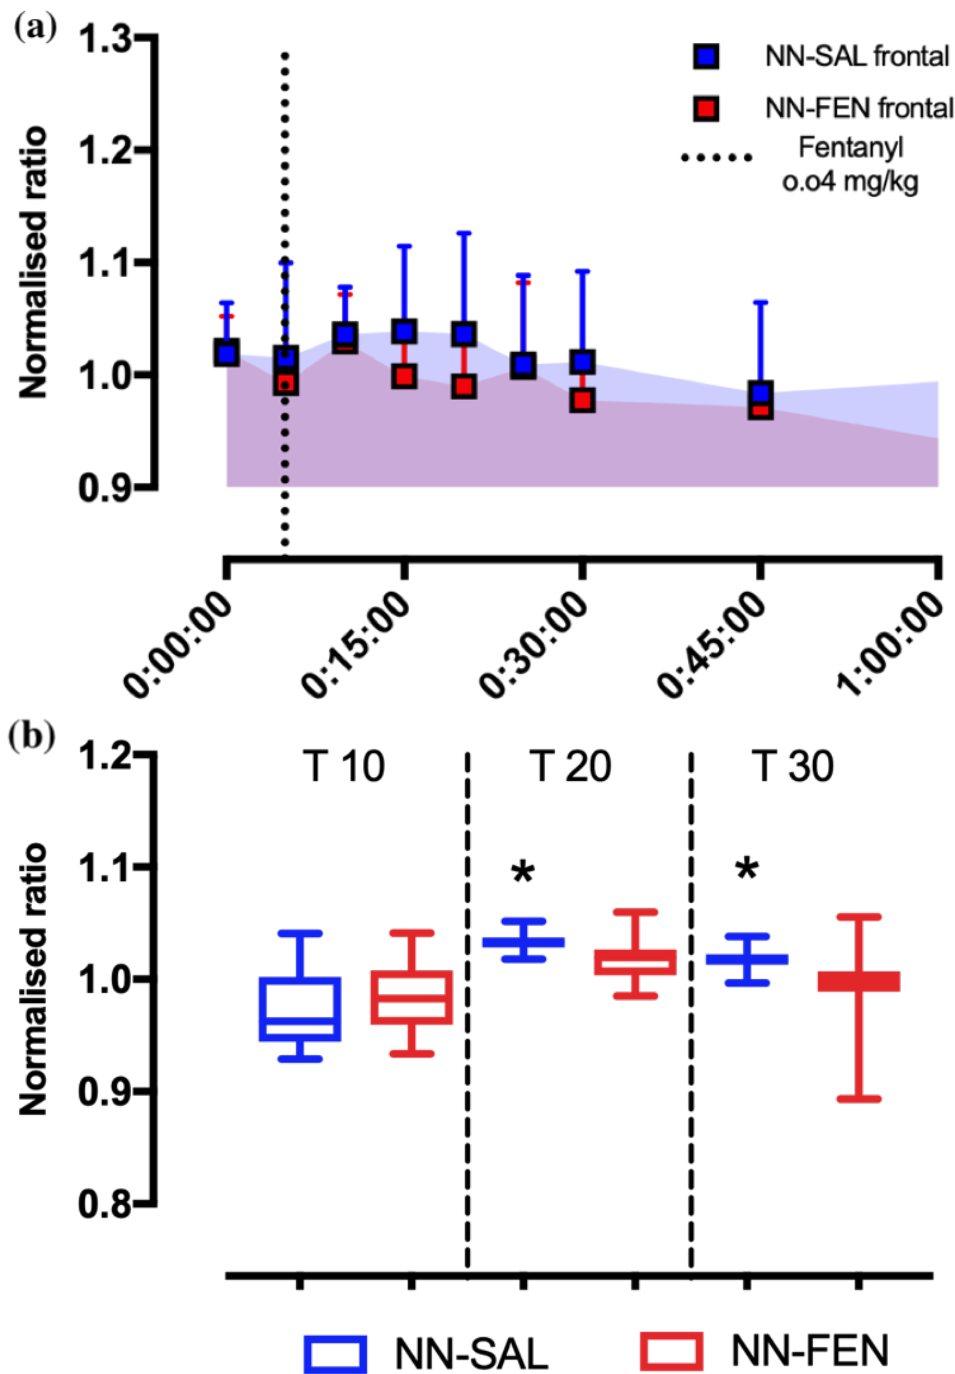 (a)
1.3
1.2
1.1
1.0
0.9
Normalised ratio
NN-SAL frontal
NN-FEN frontal
Fentanyl
o.o4 mg/kg
0:00:00
0:15:00
0:30:00
0:45:00
1:00:00
(b)
1.2
1.1
1.0
0.9
0.8
Normalised ratio
T 10
T 20
T 30
*
*
NN-SAL
NN-FEN